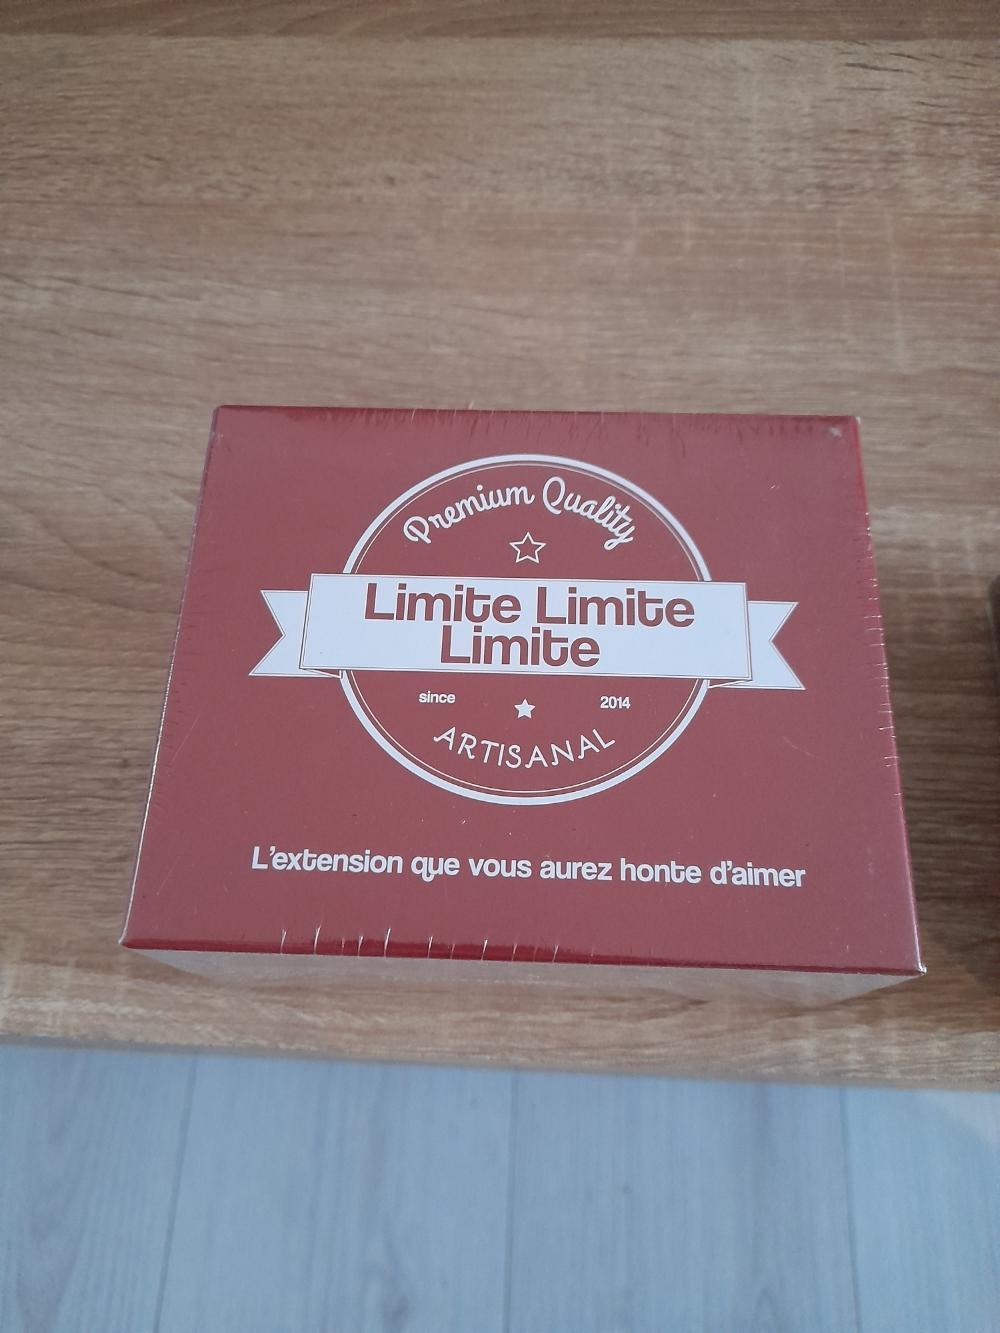 Premium Quality
Limite Limite
Limite
since 2014
ARTISANAL
L'extension que vous aurez honte d'aimer